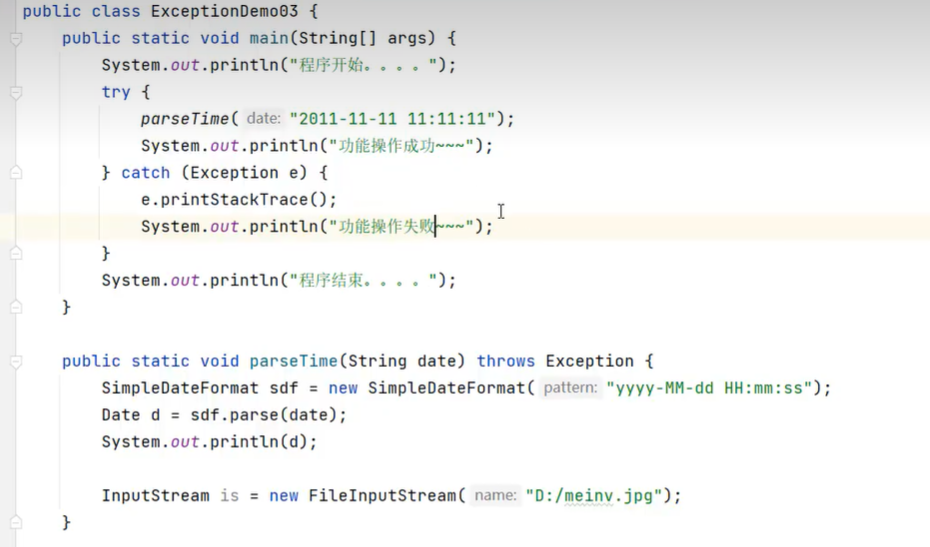 public class ExceptionDemo03 {
    public static void main(String[] args) {
        System.out.println("程序开始。。。。");
        try {
            parseTime( date: "2011-11-11 11:11:11");
            System.out.println("功能操作成功~~~");
        } catch (Exception e) {
            e.printStackTrace();
            System.out.println("功能操作失败~~~");
        }
        System.out.println("程序结束。。。。");
    }

    public static void parseTime(String date) throws Exception {
        SimpleDateFormat sdf = new SimpleDateFormat( pattern: "yyyy-MM-dd HH:mm:ss");
        Date d = sdf.parse(date);
        System.out.println(d);

        InputStream is = new FileInputStream( name: "D:/meinv.jpg");
    }